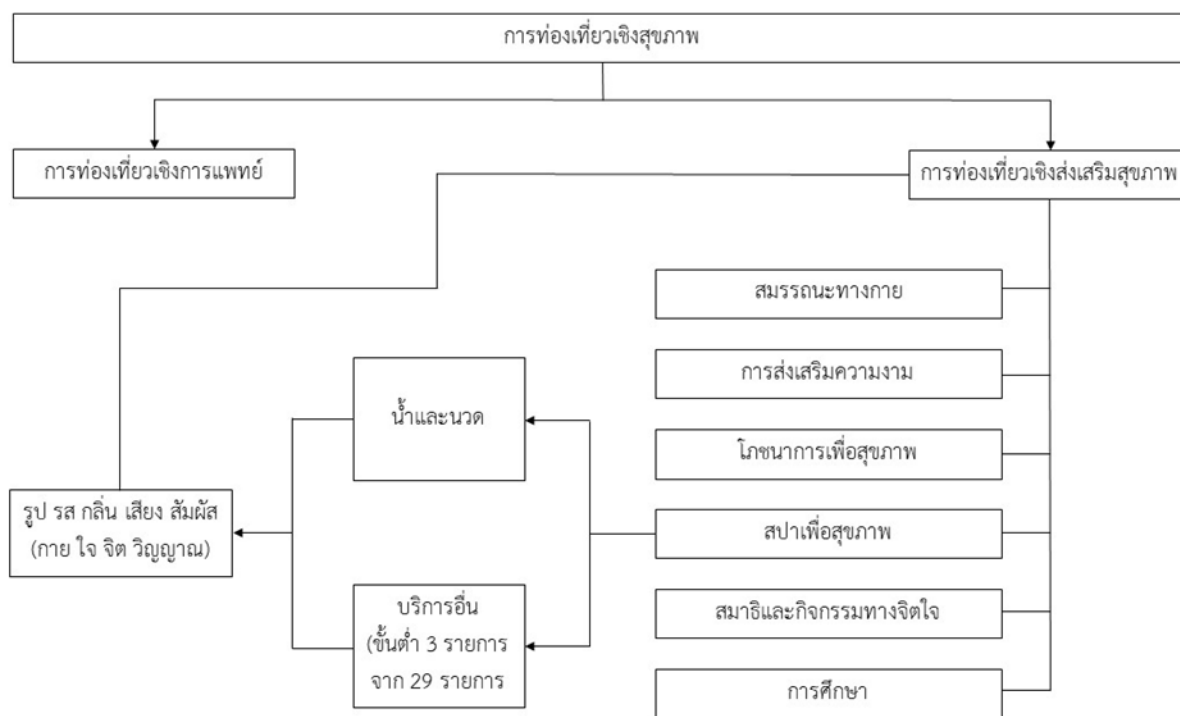 การท่องเที่ยวเชิงสุขภาพ
การท่องเที่ยวเชิงการแพทย์
การท่องเที่ยวเชิงส่งเสริมสุขภาพ
สมรรถนะทางกาย
การส่งเสริมความงาม
น้ำและนวด
โภชนาการเพื่อสุขภาพ
รูป รส กลิ่น เสียง สัมผัส
(กาย ใจ จิต วิญญาณ)
สปาเพื่อสุขภาพ
บริการอื่น
(ขั้นต่ำ 3 รายการ
จาก 29 รายการ
สมาธิและกิจกรรมทางจิตใจ
การศึกษา